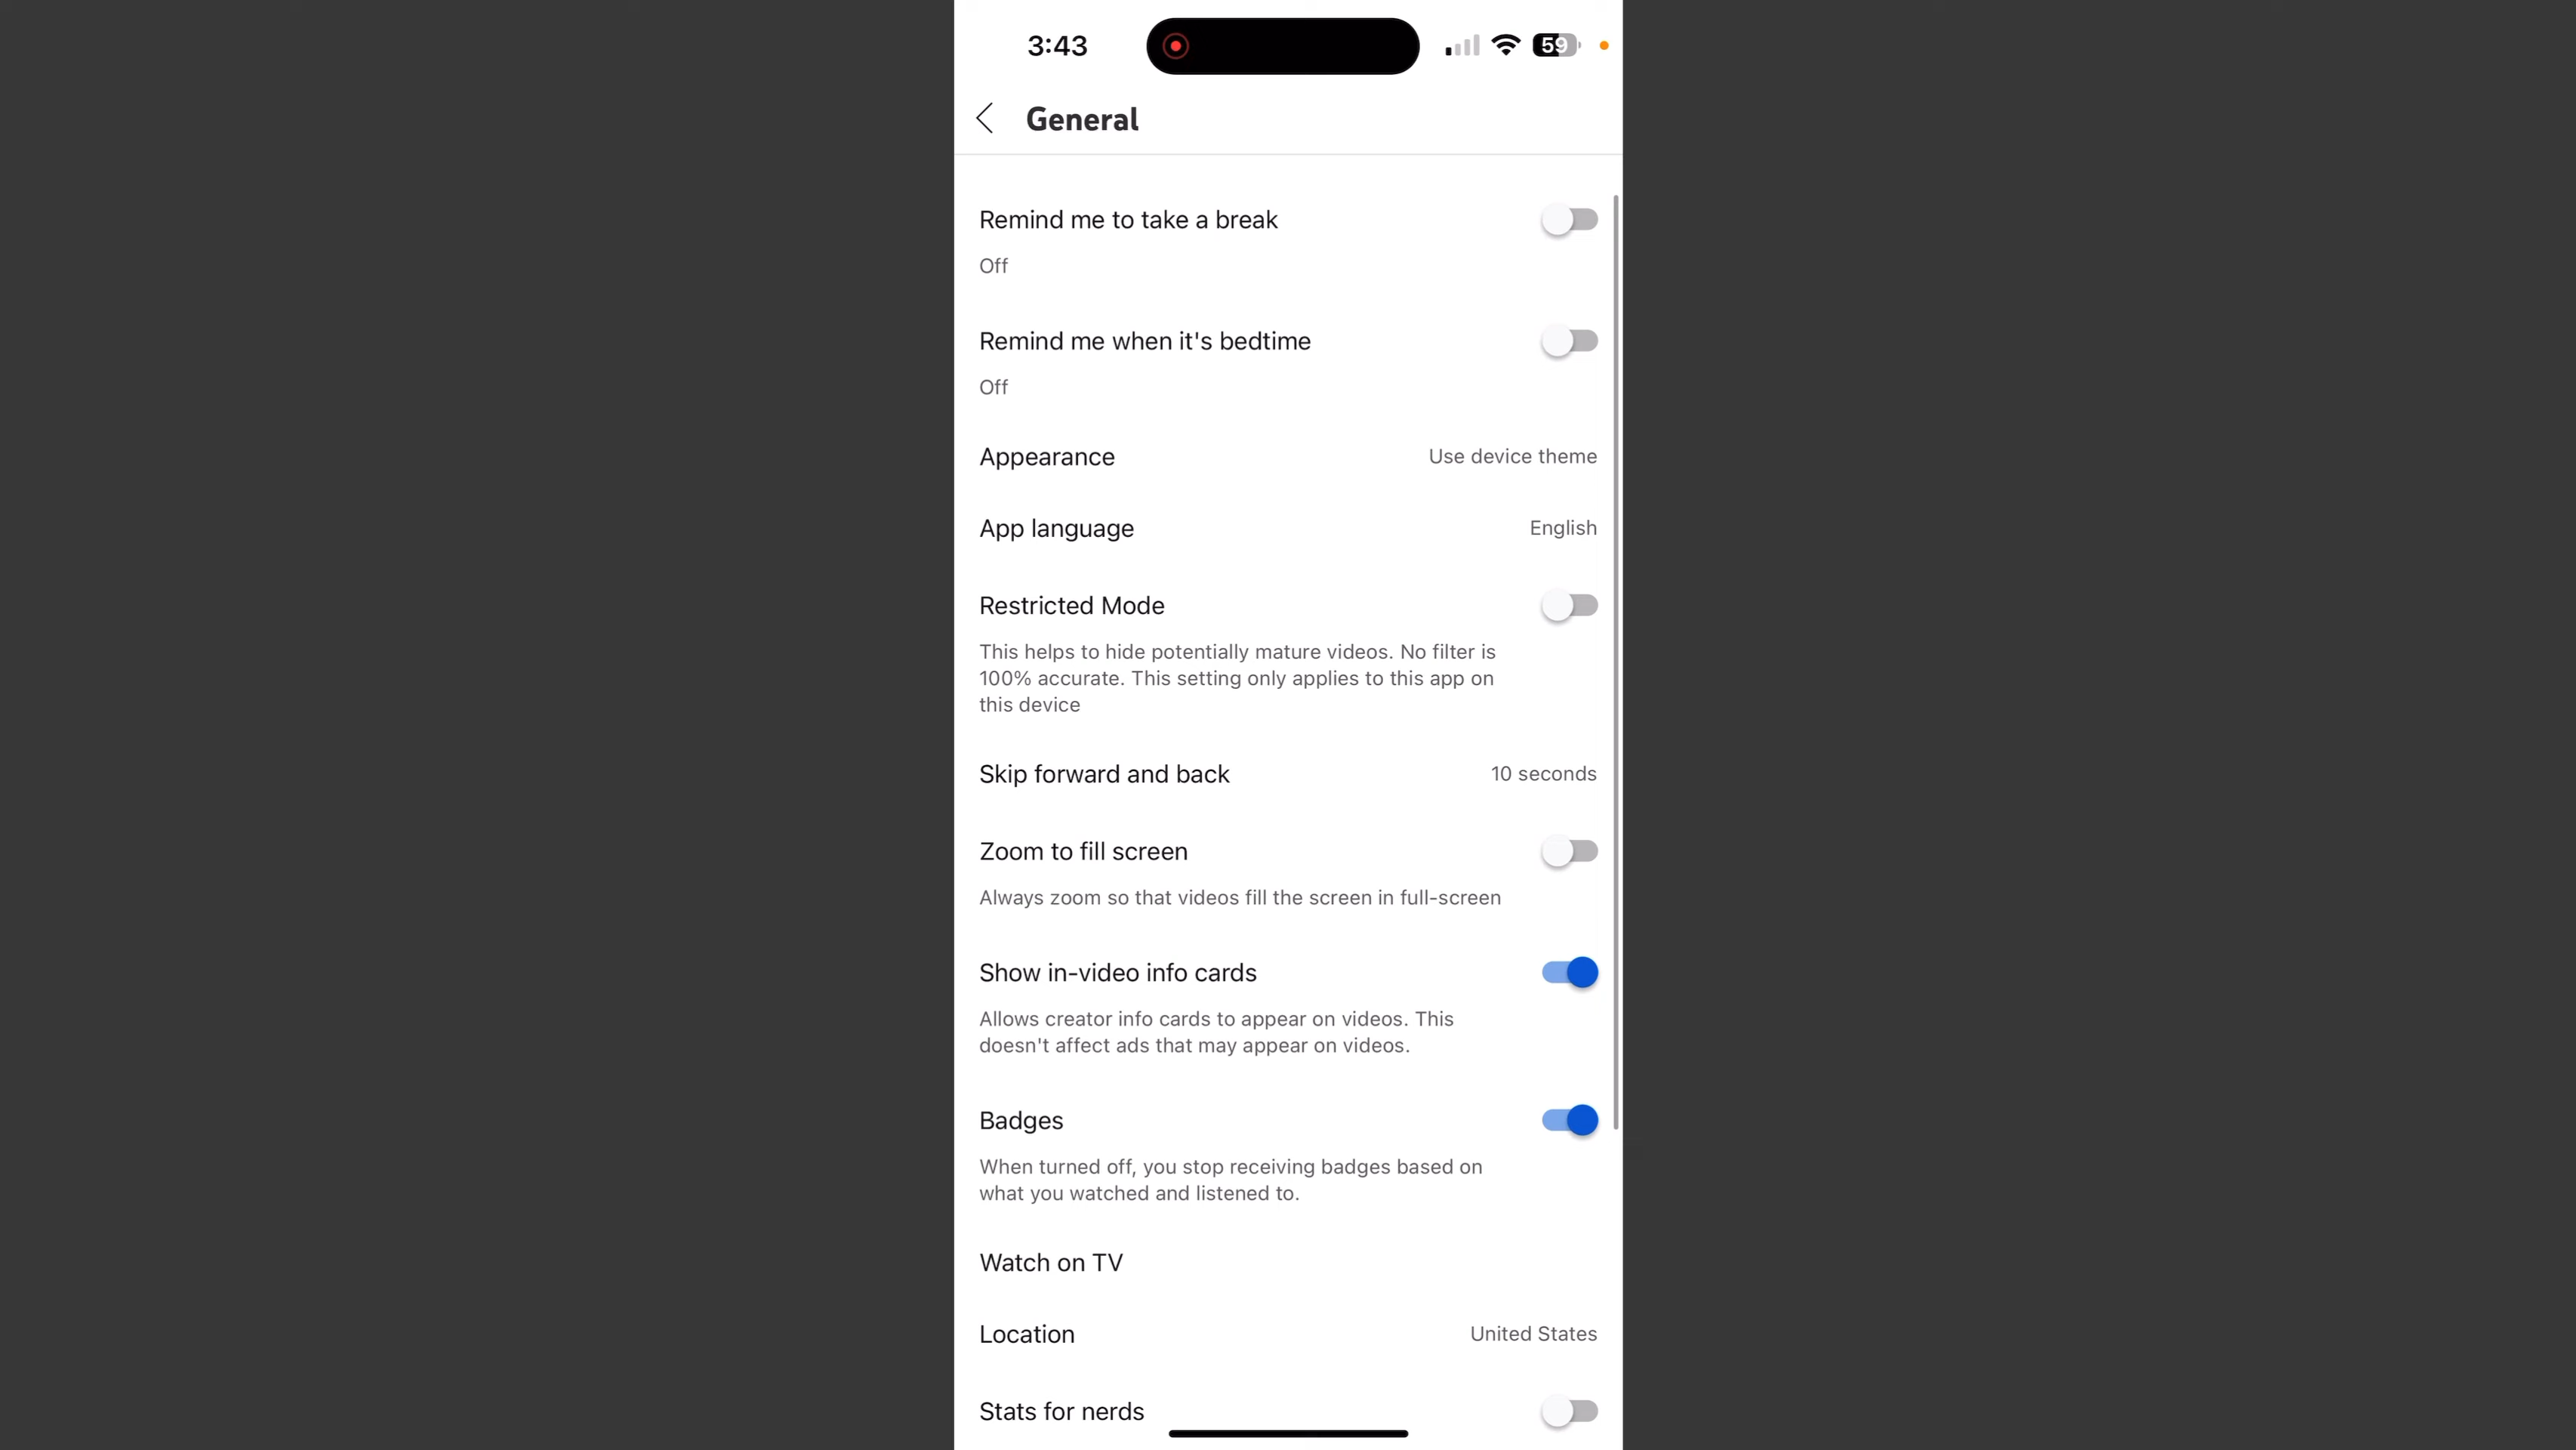 3:43
59
General
Remind me to take a break
Off
Remind me when it's bedtime
Off
Appearance
Use device theme
App language
English
Restricted Mode
This helps to hide potentially mature videos. No filter is
100% accurate. This setting only applies to this app on
this device
Skip forward and back
10 seconds
Zoom to fill screen
Always zoom so that videos fill the screen in full-screen
Show in-video info cards
Allows creator info cards to appear on videos. This
doesn't affect ads that may appear on videos.
Badges
When turned off, you stop receiving badges based on
what you watched and listened to.
Watch on TV
Location
United States
Stats for nerds